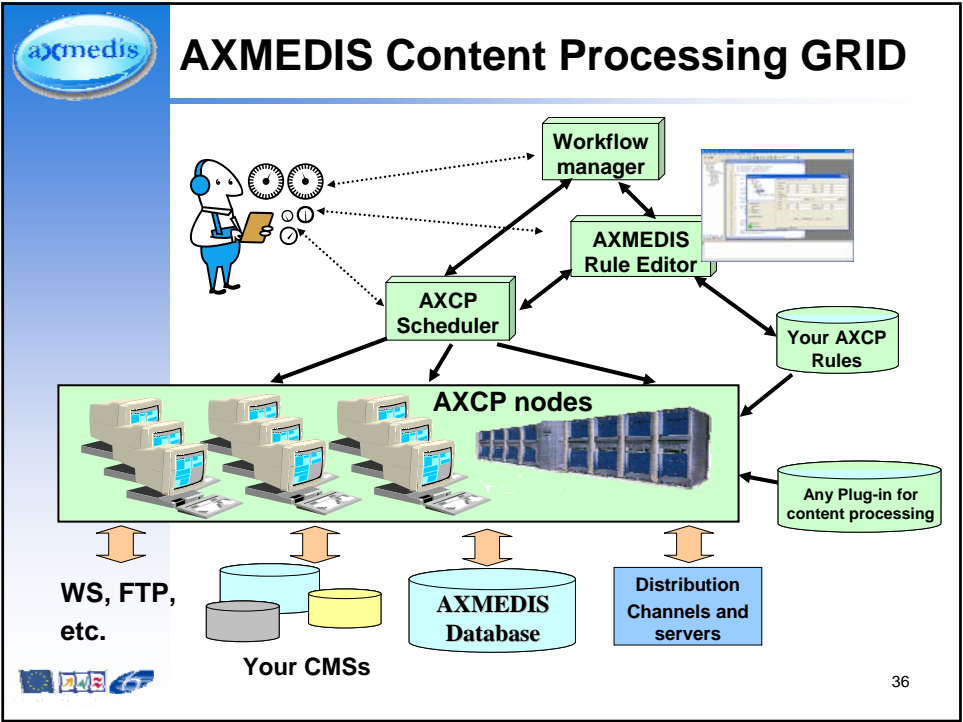 axmedis
AXMEDIS Content Processing GRID
Workflow
manager
AXMEDIS
Rule Editor
AXCP
Scheduler
Your AXCP
Rules
AXCP nodes
Any Plug-in for
content processing
WS, FTP,
etc.
Your CMSs
AXMEDIS
Database
Distribution
Channels and
servers
36